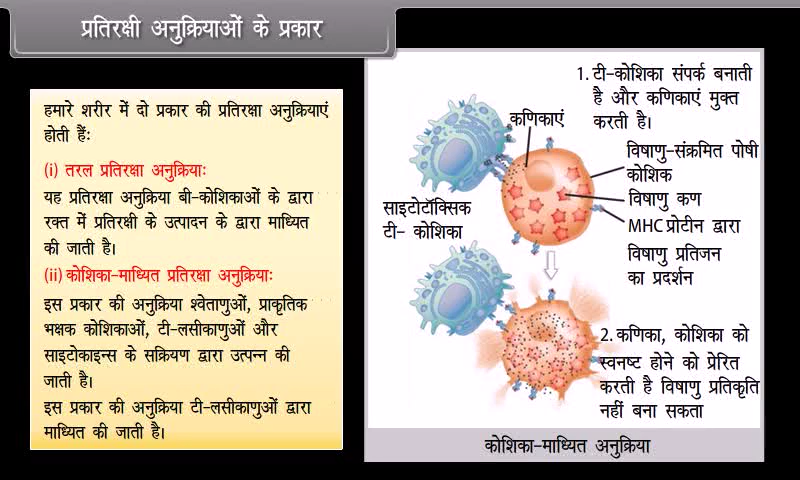 प्रतिरक्षी अनुक्रियाओं के प्रकार
हमारे शरीर में दो प्रकार की प्रतिरक्षा अनुक्रियाएं
होती हैंः
(i) तरल प्रतिरक्षा अनुक्रियाः
यह प्रतिरक्षा अनुक्रिया बी-कोशिकाओं के द्वारा
रक्त में प्रतिरक्षी के उत्पादन के द्वारा माध्यित
की जाती है।
(ii) कोशिका-माध्यित प्रतिरक्षा अनुक्रियाः
इस प्रकार की अनुक्रिया श्वेताणुओं, प्राकृतिक
भक्षक कोशिकाओं, टी-लसीकाणुओं और
साइटोकाइन्स के सक्रियण द्वारा उत्पन्न की
जाती है।
इस प्रकार की अनुक्रिया टी-लसीकाणुओं द्वारा
माध्यित की जाती है।
1. टी-कोशिका संपर्क बनाती
है और कणिकाएं मुक्त
करती है।
कणिकाएं
विषाणु-संक्रमित पोषी
कोशिक
विषाणु कण
MHC प्रोटीन द्वारा
विषाणु प्रतिजन
का प्रदर्शन
साइटोटॉक्सिक
टी- कोशिका
2. कणिका, कोशिका को
स्वनष्ट होने को प्रेरित
करती है विषाणु प्रतिकृति
नहीं बना सकता
कोशिका-माध्यित अनुक्रिया